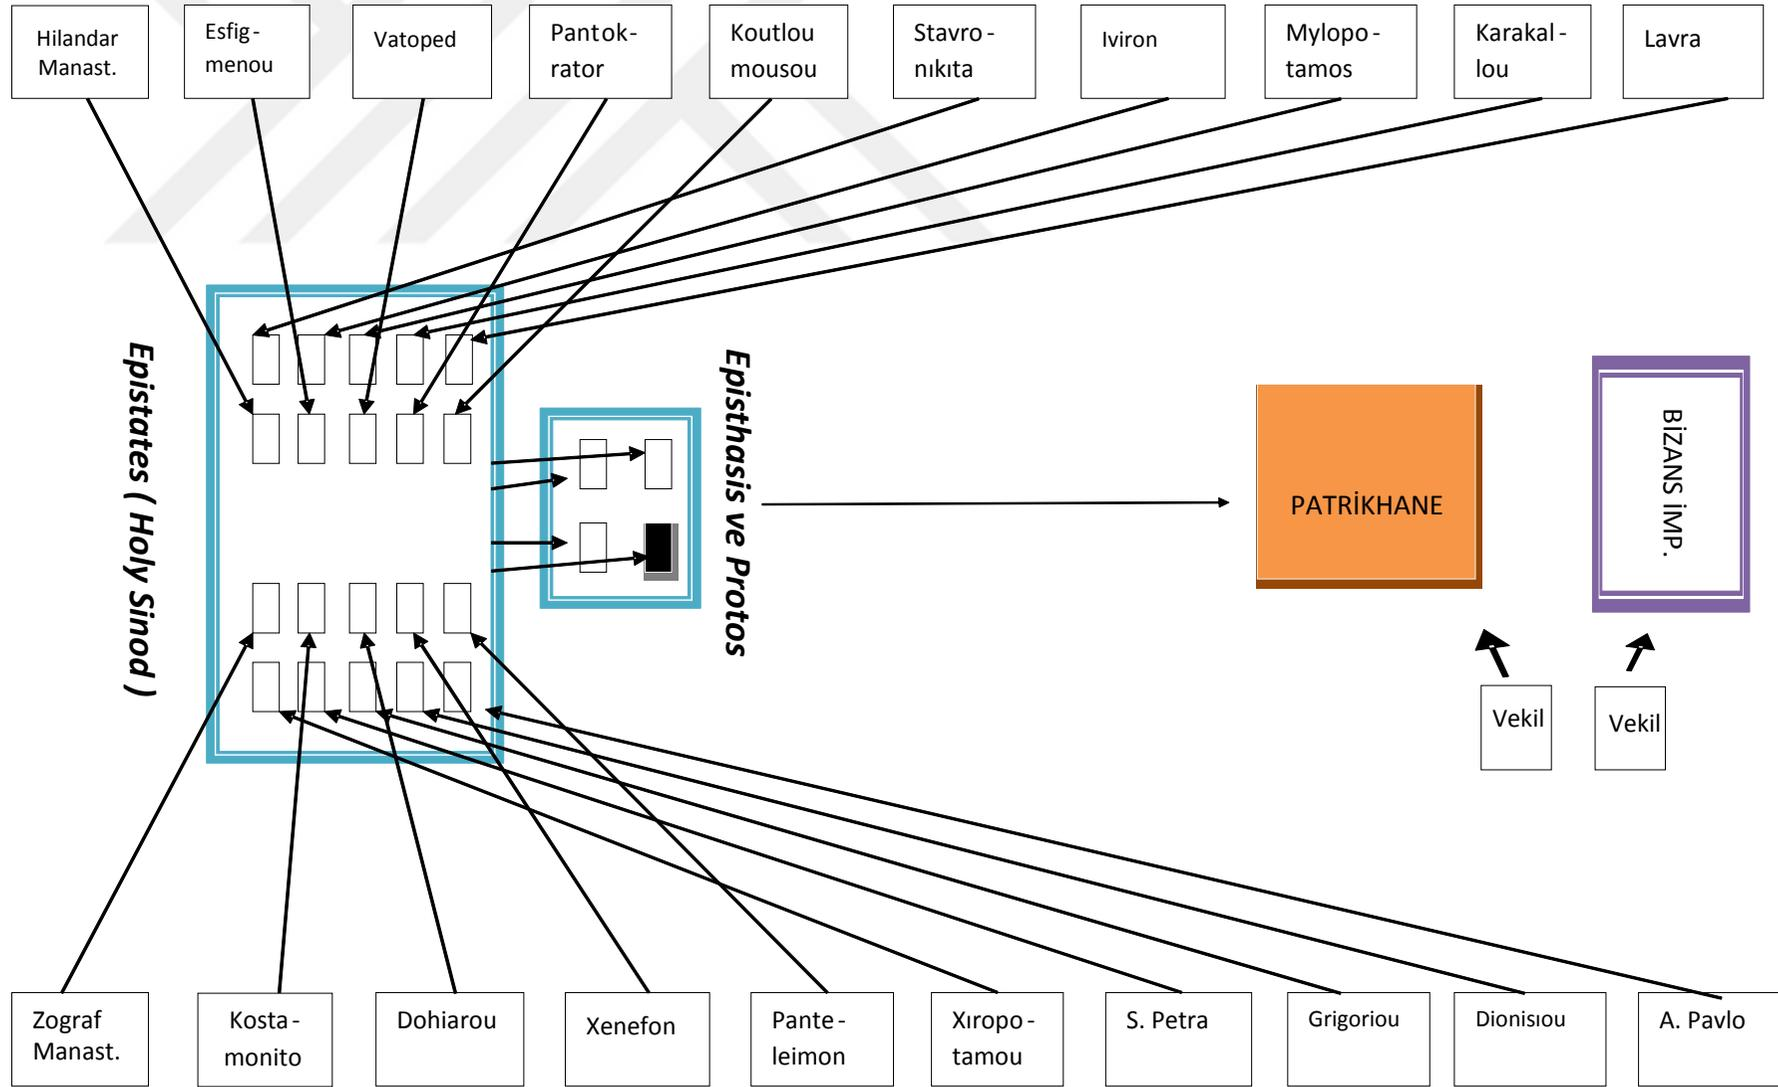 Hilandar
Manast.
Esfig-
menou
Vatoped
Pantok-
rator
Koutlou
mousou
Stavro-
nıkıta
Iviron
Mylopo-
tamos
Karakal-
lou
Lavra
Epistates ( Holy Sinod )
Episthasis ve Protos
PATRİKHANE
BİZANS İMP.
Vekil
Vekil
Zograf
Manast.
Kosta-
monito
Dohiarou
Xenefon
Pante-
leimon
Xıropo-
tamou
S. Petra
Grigoriou
Dionisıou
A. Pavlo